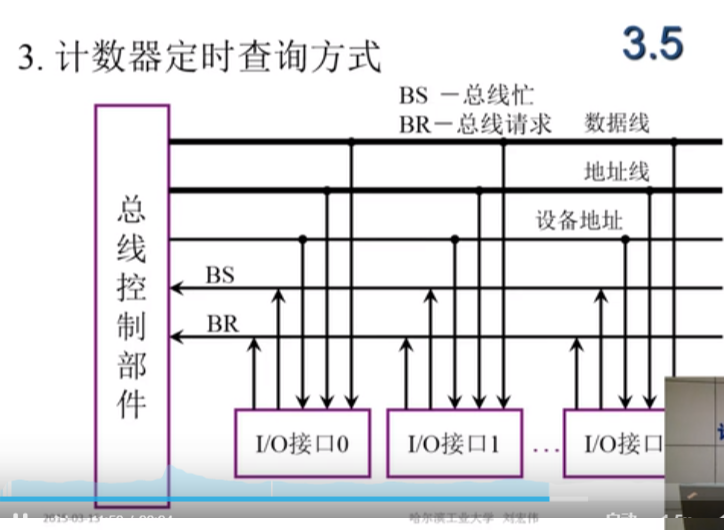 3. 计数器定时查询方式
3.5
BS －总线忙
BR－总线请求
数据线
地址线
设备地址
总线控制部件
BS
BR
I/O接口0
I/O接口1
…
I/O接口
哈尔滨工业大学 刘宏伟